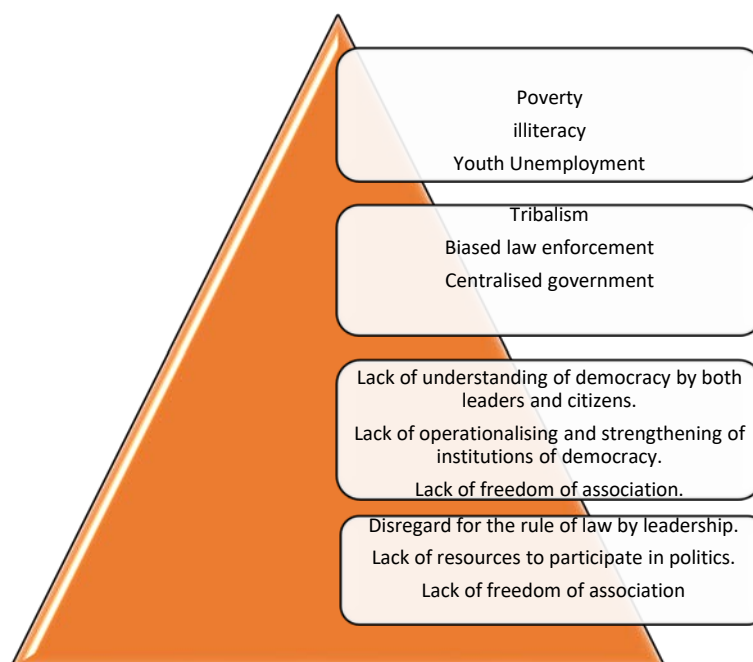 Poverty
illiteracy
Youth Unemployment
Tribalism
Biased law enforcement
Centralised government
Lack of understanding of democracy by both
leaders and citizens.
Lack of operationalising and strengthening of
institutions of democracy.
Lack of freedom of association.
Disregard for the rule of law by leadership.
Lack of resources to participate in politics.
Lack of freedom of association